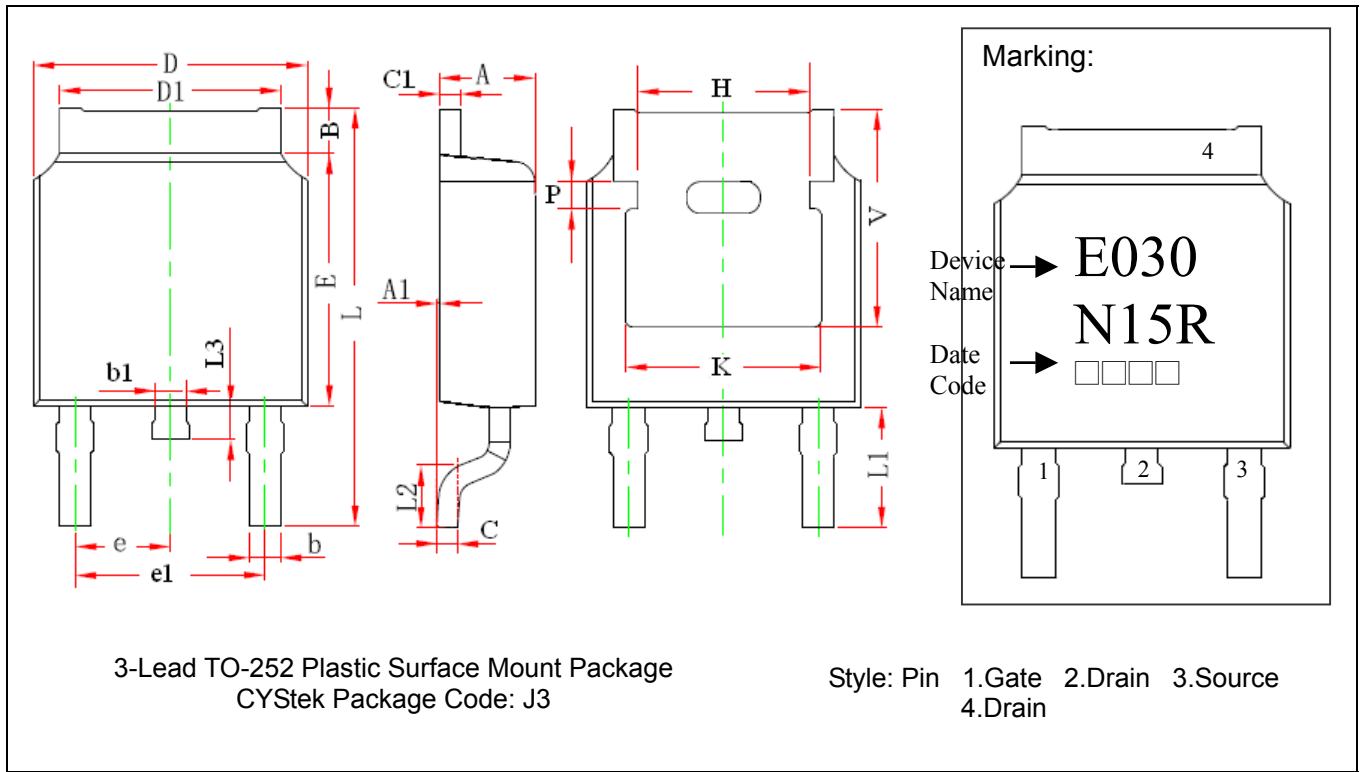 D
D1
B
E
L
L3
b1
e
e1
b
C1
A
A1
L2
C
H
P
V
K
L1
Marking:
4
Device
Name
E030
N15R
Date
Code
□□□□
1
2
3
3-Lead TO-252 Plastic Surface Mount Package
CYStek Package Code: J3
Style: Pin 1.Gate 2.Drain 3.Source
4.Drain